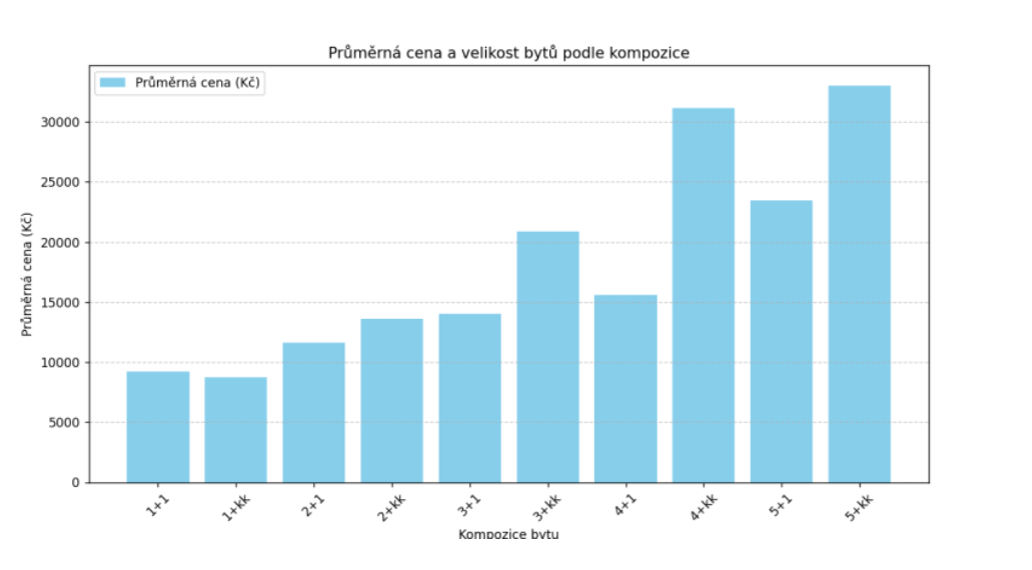 Průměrná cena a velikost bytů podle kompozice
Průměrná cena (Kč)
Průměrná cena (Kč)
30000
25000
20000
15000
10000
5000
0
1+1
1+kk
2+1
2+kk
3+1
3+kk
4+1
4+kk
5+1
5+kk
Kompozice bytu